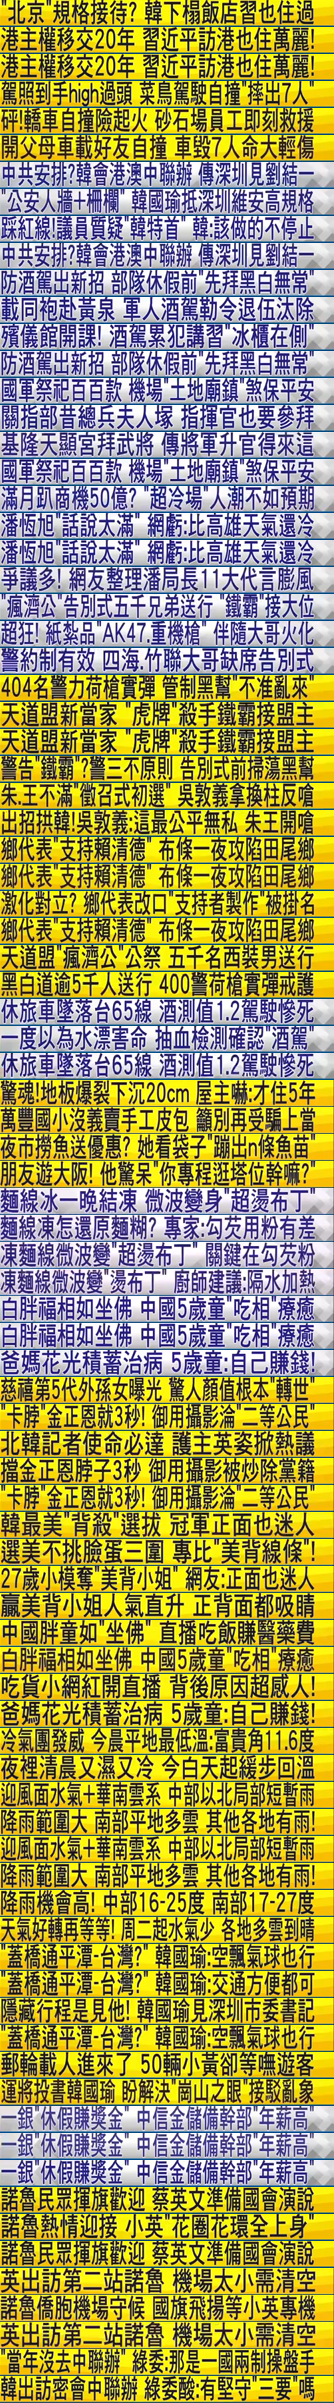 "北京"規格接待? 韓下榻飯店習也住過
港主權移交20年 習近平訪港也住萬麗!
港主權移交20年 習近平訪港也住萬麗!
駕照到手high過頭 菜鳥駕駛自撞"摔出7人"
砰!轎車自撞險起火 砂石場員工即刻救援
開父母車載好友自撞 車毀7人命大輕傷
中共安排?韓會港澳中聯辦 傳深圳見劉結一
"公安人牆+柵欄" 韓國瑜抵深圳維安高規格
踩紅線!議員質疑"韓特首" 韓:該做的不停止
中共安排?韓會港澳中聯辦 傳深圳見劉結一
防酒駕出新招 部隊休假前"先拜黑白無常"
載同袍赴黃泉 軍人酒駕勒令退伍汰除
殯儀館開課! 酒駕累犯講習"冰櫃在側"
防酒駕出新招 部隊休假前"先拜黑白無常"
國軍祭祀百百款 機場"土地廟鎮"煞保平安
關指部昔總兵夫人塚 指揮官也要參拜
基隆天顯宮拜武將 傳將軍升官得來這
國軍祭祀百百款 機場"土地廟鎮"煞保平安
滿月趴商機50億? "超冷場"人潮不如預期
潘恆旭"話說太滿" 網虧:比高雄天氣還冷
潘恆旭"話說太滿" 網虧:比高雄天氣還冷
爭議多! 網友整理潘局長11大代言膨風
"瘋濟公"告別式五千兄弟送行 "鐵霸"接大位
超狂! 紙紮品"AK47.重機槍" 伴隨大哥火化
警約制有效 四海.竹聯大哥缺席告別式
404名警力荷槍實彈 管制黑幫"不准亂來"
天道盟新當家 "虎牌"殺手鐵霸接盟主
天道盟新當家 "虎牌"殺手鐵霸接盟主
警告"鐵霸"?警三不原則 告別式前掃蕩黑幫
朱.王不滿"徵召式初選" 吳敦義拿換柱反嗆
出招拱韓!吳敦義:這最公平無私 朱王開嗆
鄉代表"支持賴清德" 布條一夜攻陷田尾鄉
鄉代表"支持賴清德" 布條一夜攻陷田尾鄉
激化對立? 鄉代表改口"支持者製作"被掛名
鄉代表"支持賴清德" 布條一夜攻陷田尾鄉
天道盟"瘋濟公"公祭 五千名西裝男送行
黑白道逾5千人送行 400警荷槍實彈戒護
休旅車墜落台65線 酒測值1.2駕駛慘死
一度以為水漂害命 抽血檢測確認"酒駕"
休旅車墜落台65線 酒測值1.2駕駛慘死
驚魂!地板爆裂下沉20cm 屋主嚇:才住5年
萬豐國小沒義賣手工皮包 籲別再受騙上當
夜市撈魚送優惠? 她看袋子"蹦出n條魚苗"
朋友遊大阪! 他驚呆"你專程逛塔位幹嘛?"
麵線冰一晚結凍 微波變身"超燙布丁"
麵線凍怎還原麵糊? 專家:勾芡用粉有差
凍麵線微波變"超燙布丁" 關鍵在勾芡粉
凍麵線微波變"燙布丁" 廚師建議:隔水加熱
白胖福相如坐佛 中國5歲童"吃相"療癒
白胖福相如坐佛 中國5歲童"吃相"療癒
爸媽花光積蓄治病 5歲童:自己賺錢!
慈禧第5代外孫女曝光 驚人顏值根本"轉世"
"卡脖"金正恩就3秒! 御用攝影淪"二等公民"
北韓記者使命必達 護主英姿掀熱議
擋金正恩脖子3秒 御用攝影被炒除黨籍
"卡脖"金正恩就3秒! 御用攝影淪"二等公民"
韓最美"背殺"選拔 冠軍正面也迷人
選美不挑臉蛋三圍 專比"美背線條"!
27歲小模奪"美背小姐" 網友:正面也迷人
贏美背小姐人氣直升 正背面都吸睛
中國胖童如"坐佛" 直播吃飯賺醫藥費
白胖福相如坐佛 中國5歲童"吃相"療癒
吃貨小網紅開直播 背後原因超感人!
爸媽花光積蓄治病 5歲童:自己賺錢!
冷氣團發威 今晨平地最低溫:富貴角11.6度
夜裡清晨又濕又冷 今白天起緩步回溫
迎風面水氣+華南雲系 中部以北局部短暫雨
降雨範圍大 南部平地多雲 其他各地有雨!
迎風面水氣+華南雲系 中部以北局部短暫雨
降雨範圍大 南部平地多雲 其他各地有雨!
降雨機會高! 中部16-25度 南部17-27度
天氣好轉再等等! 周二起水氣少 各地多雲到晴
"蓋橋通平潭-台灣?" 韓國瑜:空飄氣球也行
"蓋橋通平潭-台灣?" 韓國瑜:交通方便都可
隱藏行程是見他! 韓國瑜見深圳市委書記
"蓋橋通平潭-台灣?" 韓國瑜:空飄氣球也行
郵輪載人進來了 50輛小黃卻等嘸遊客
運將投書韓國瑜 盼解決"崗山之眼"接駁亂象
一銀"休假賺獎金" 中信金儲備幹部"年薪高"
一銀"休假賺獎金" 中信金儲備幹部"年薪高"
一銀"休假賺獎金" 中信金儲備幹部"年薪高"
諾魯民眾揮旗歡迎 蔡英文準備國會演說
諾魯熱情迎接 小英"花圈花環全上身"
諾魯民眾揮旗歡迎 蔡英文準備國會演說
英出訪第二站諾魯 機場太小需清空
諾魯僑胞機場守候 國旗飛揚等小英專機
英出訪第二站諾魯 機場太小需清空
"當年沒去中聯辦" 綠委:那是一國兩制操盤手
韓出訪密會中聯辦 綠委酸:有堅守"三要"嗎